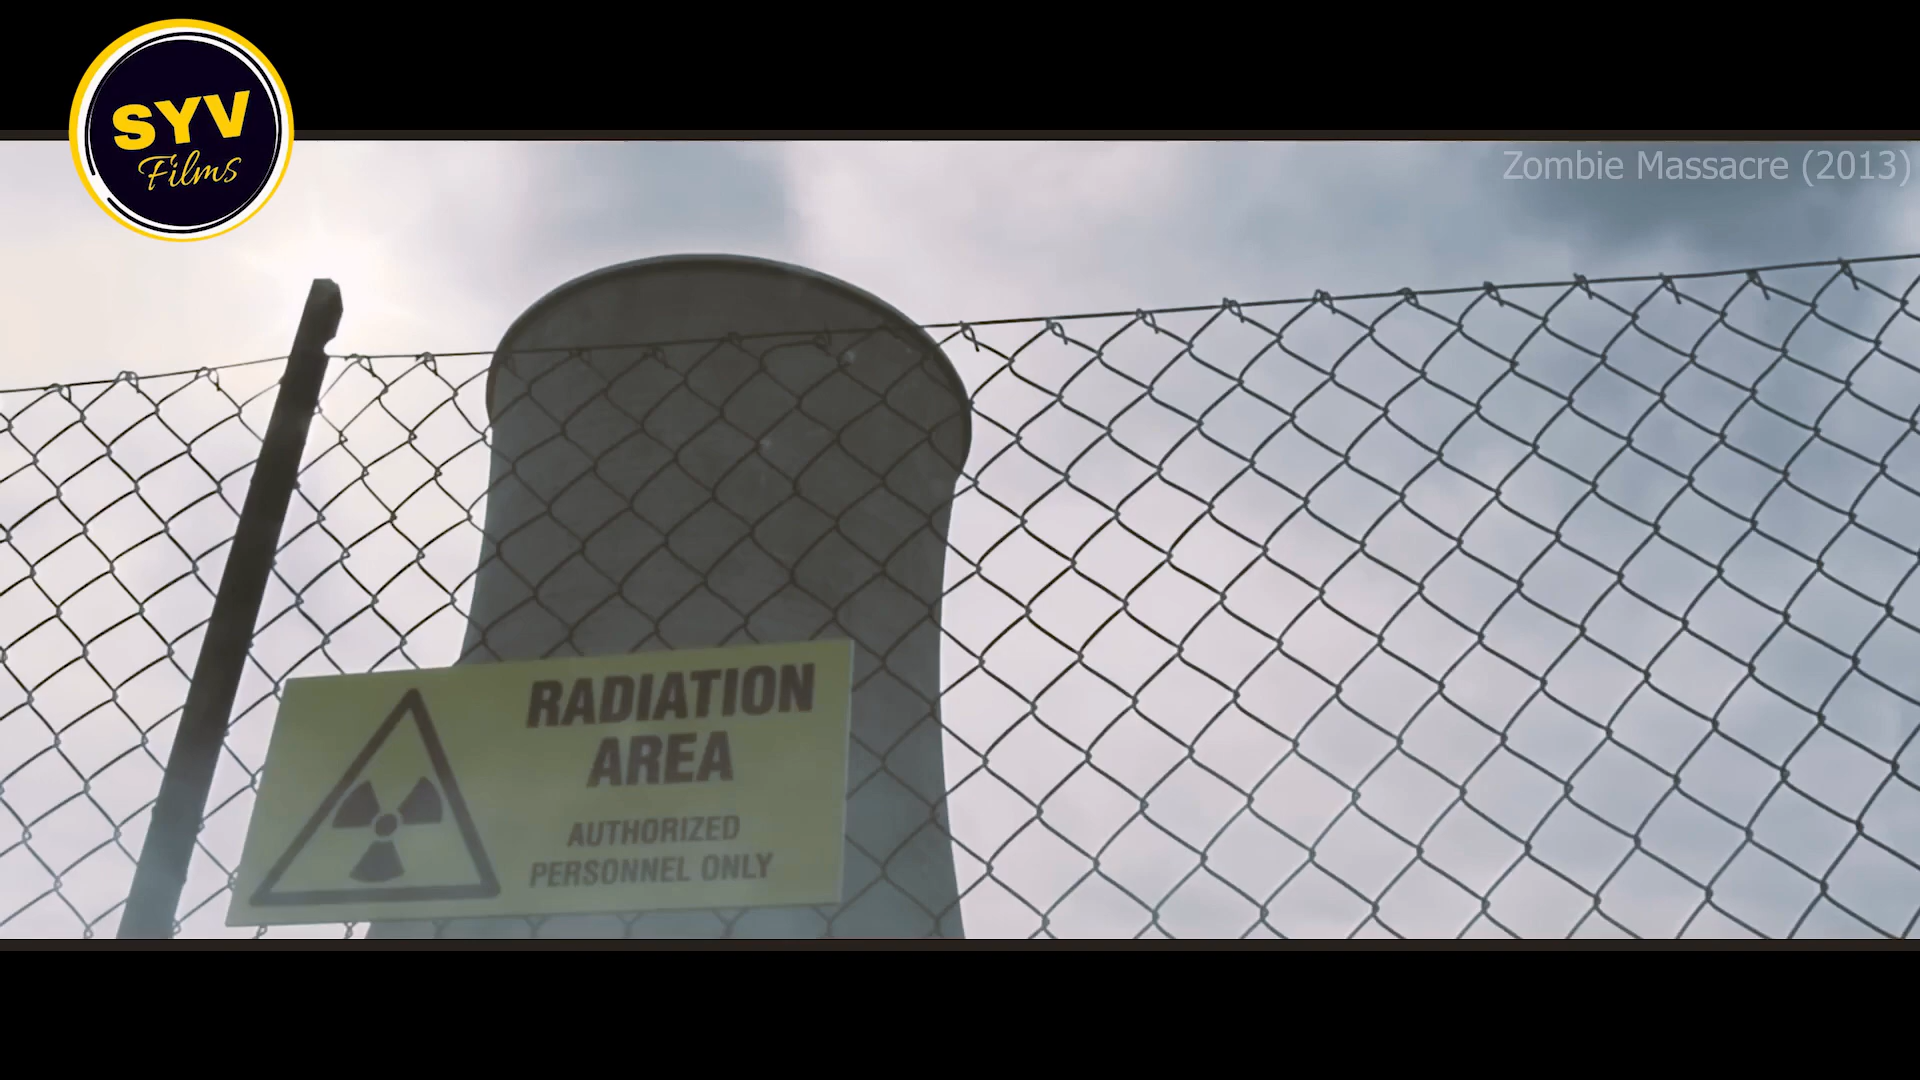 SYV
Films
Zombie Massacre (2013)
RADIATION
AREA
AUTHORIZED
PERSONNEL ONLY